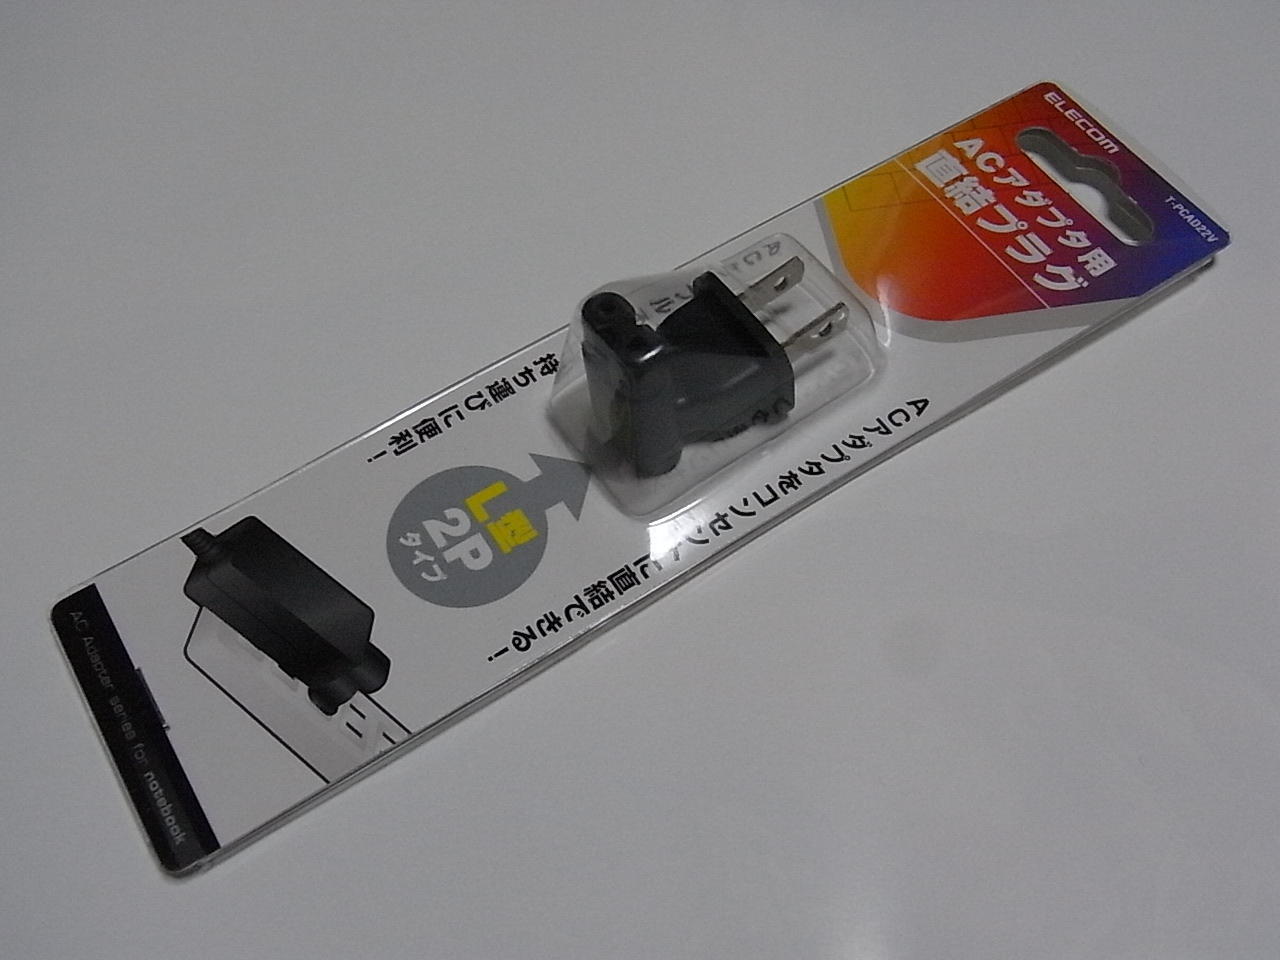 ELECOM
T-PCAD22V
ACアダプタ用
直結プラグ
ACアダプタをコンセントに直結できる!
持ち運びに便利!
L型
2P
タイプ
AC Adapter series for notebook